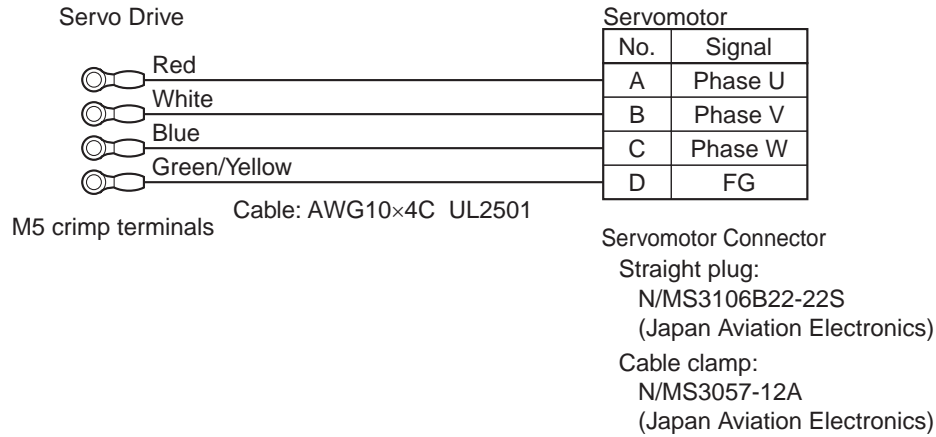 Servo Drive
Servomotor
No. Signal
Red
A Phase U
White
B Phase V
Blue
C Phase W
Green/Yellow
D FG
Cable: AWG10×4C UL2501
M5 crimp terminals
Servomotor Connector
Straight plug:
N/MS3106B22-22S
(Japan Aviation Electronics)
Cable clamp:
N/MS3057-12A
(Japan Aviation Electronics)